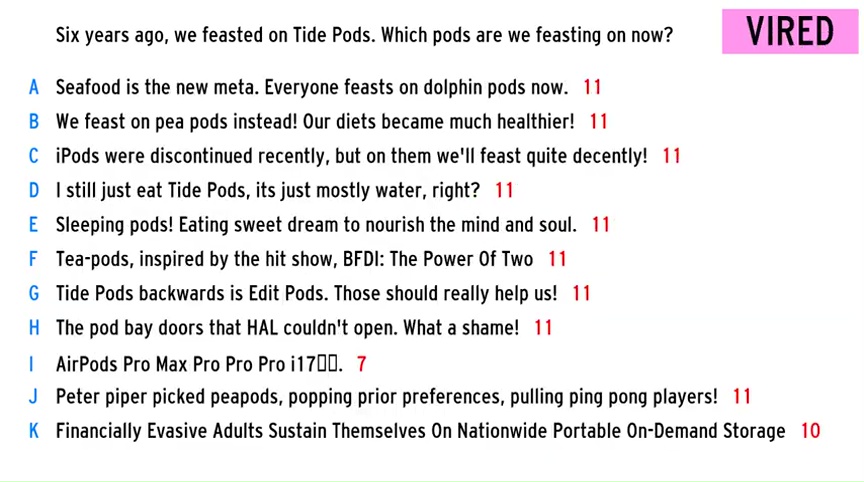 Six years ago, we feasted on Tide Pods. Which pods are we feasting on now?
VIRED
A Seafood is the new meta. Everyone feasts on dolphin pods now. 11
B We feast on pea pods instead! Our diets became much healthier! 11
C iPods were discontinued recently, but on them we'll feast quite decently! 11
D I still just eat Tide Pods, its just mostly water, right? 11
E Sleeping pods! Eating sweet dream to nourish the mind and soul. 11
F Tea-pods, inspired by the hit show, BFDI: The Power Of Two 11
G Tide Pods backwards is Edit Pods. Those should really help us! 11
H The pod bay doors that HAL couldn't open. What a shame! 11
I AirPods Pro Max Pro Pro Pro i17▯▯. 7
J Peter piper picked peapods, popping prior preferences, pulling ping pong players! 11
K Financially Evasive Adults Sustain Themselves On Nationwide Portable On-Demand Storage 10